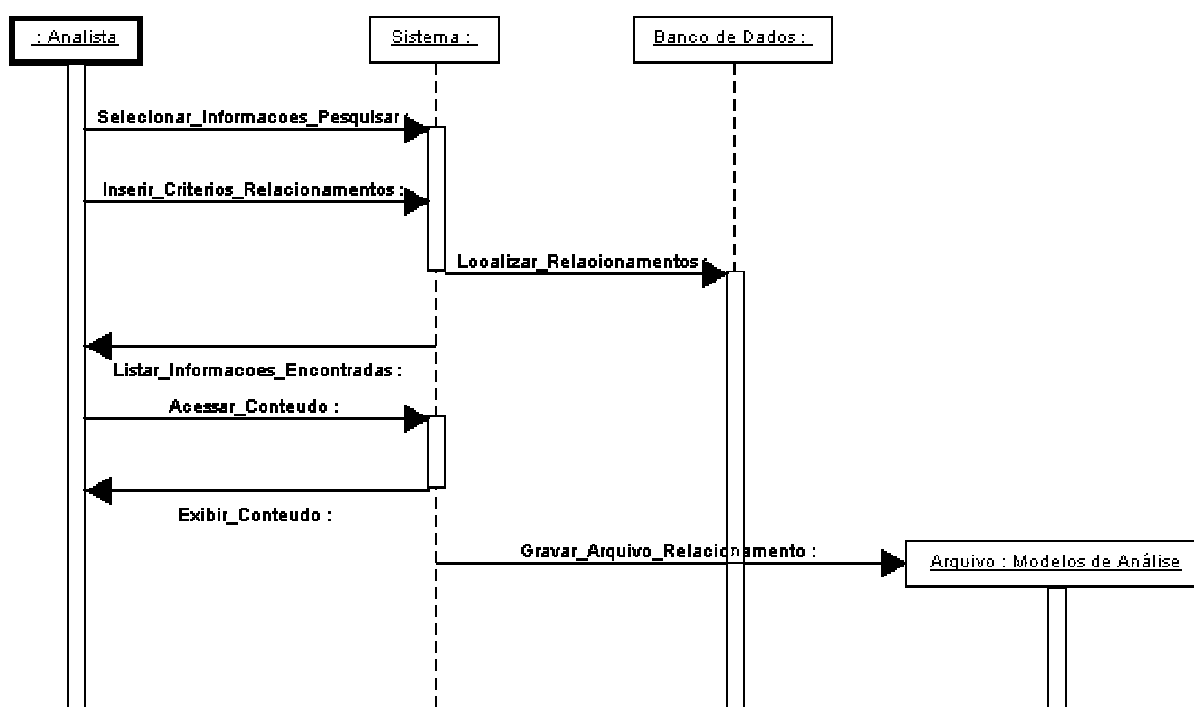 : Analista
Sistema :
Banco de Dados :
Selecionar_Informacoes_Pesquisar :
Inserir_Criterios_Relacionamentos :
Localizar_Relacionamentos :
Listar_Informacoes_Encontradas :
Acessar_Conteudo :
Exibir_Conteudo :
Gravar_Arquivo_Relacionamento :
Arquivo : Modelos de Análise